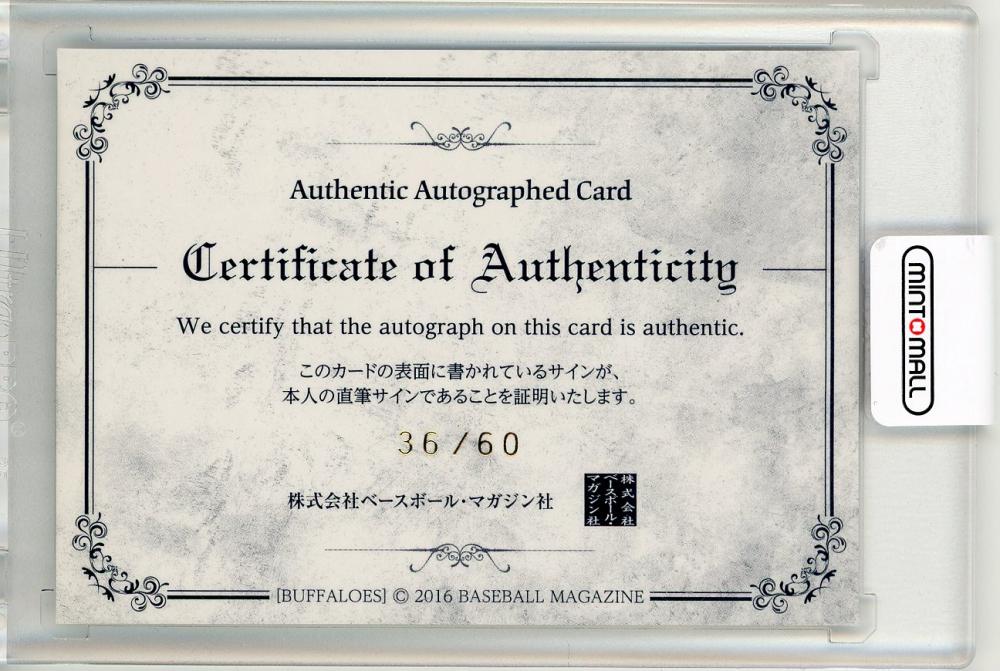 Authentic Autographed Card
Certificate of Authenticity
We certify that the autograph on this card is authentic.
このカードの表面に書かれているサインが、
本人の直筆サインであることを証明いたします。
36/60
株式会社ベースボール・マガジン社
株式会社
ベースボール・
マガジン社
[BUFFALOES] © 2016 BASEBALL MAGAZINE
MINT MALL